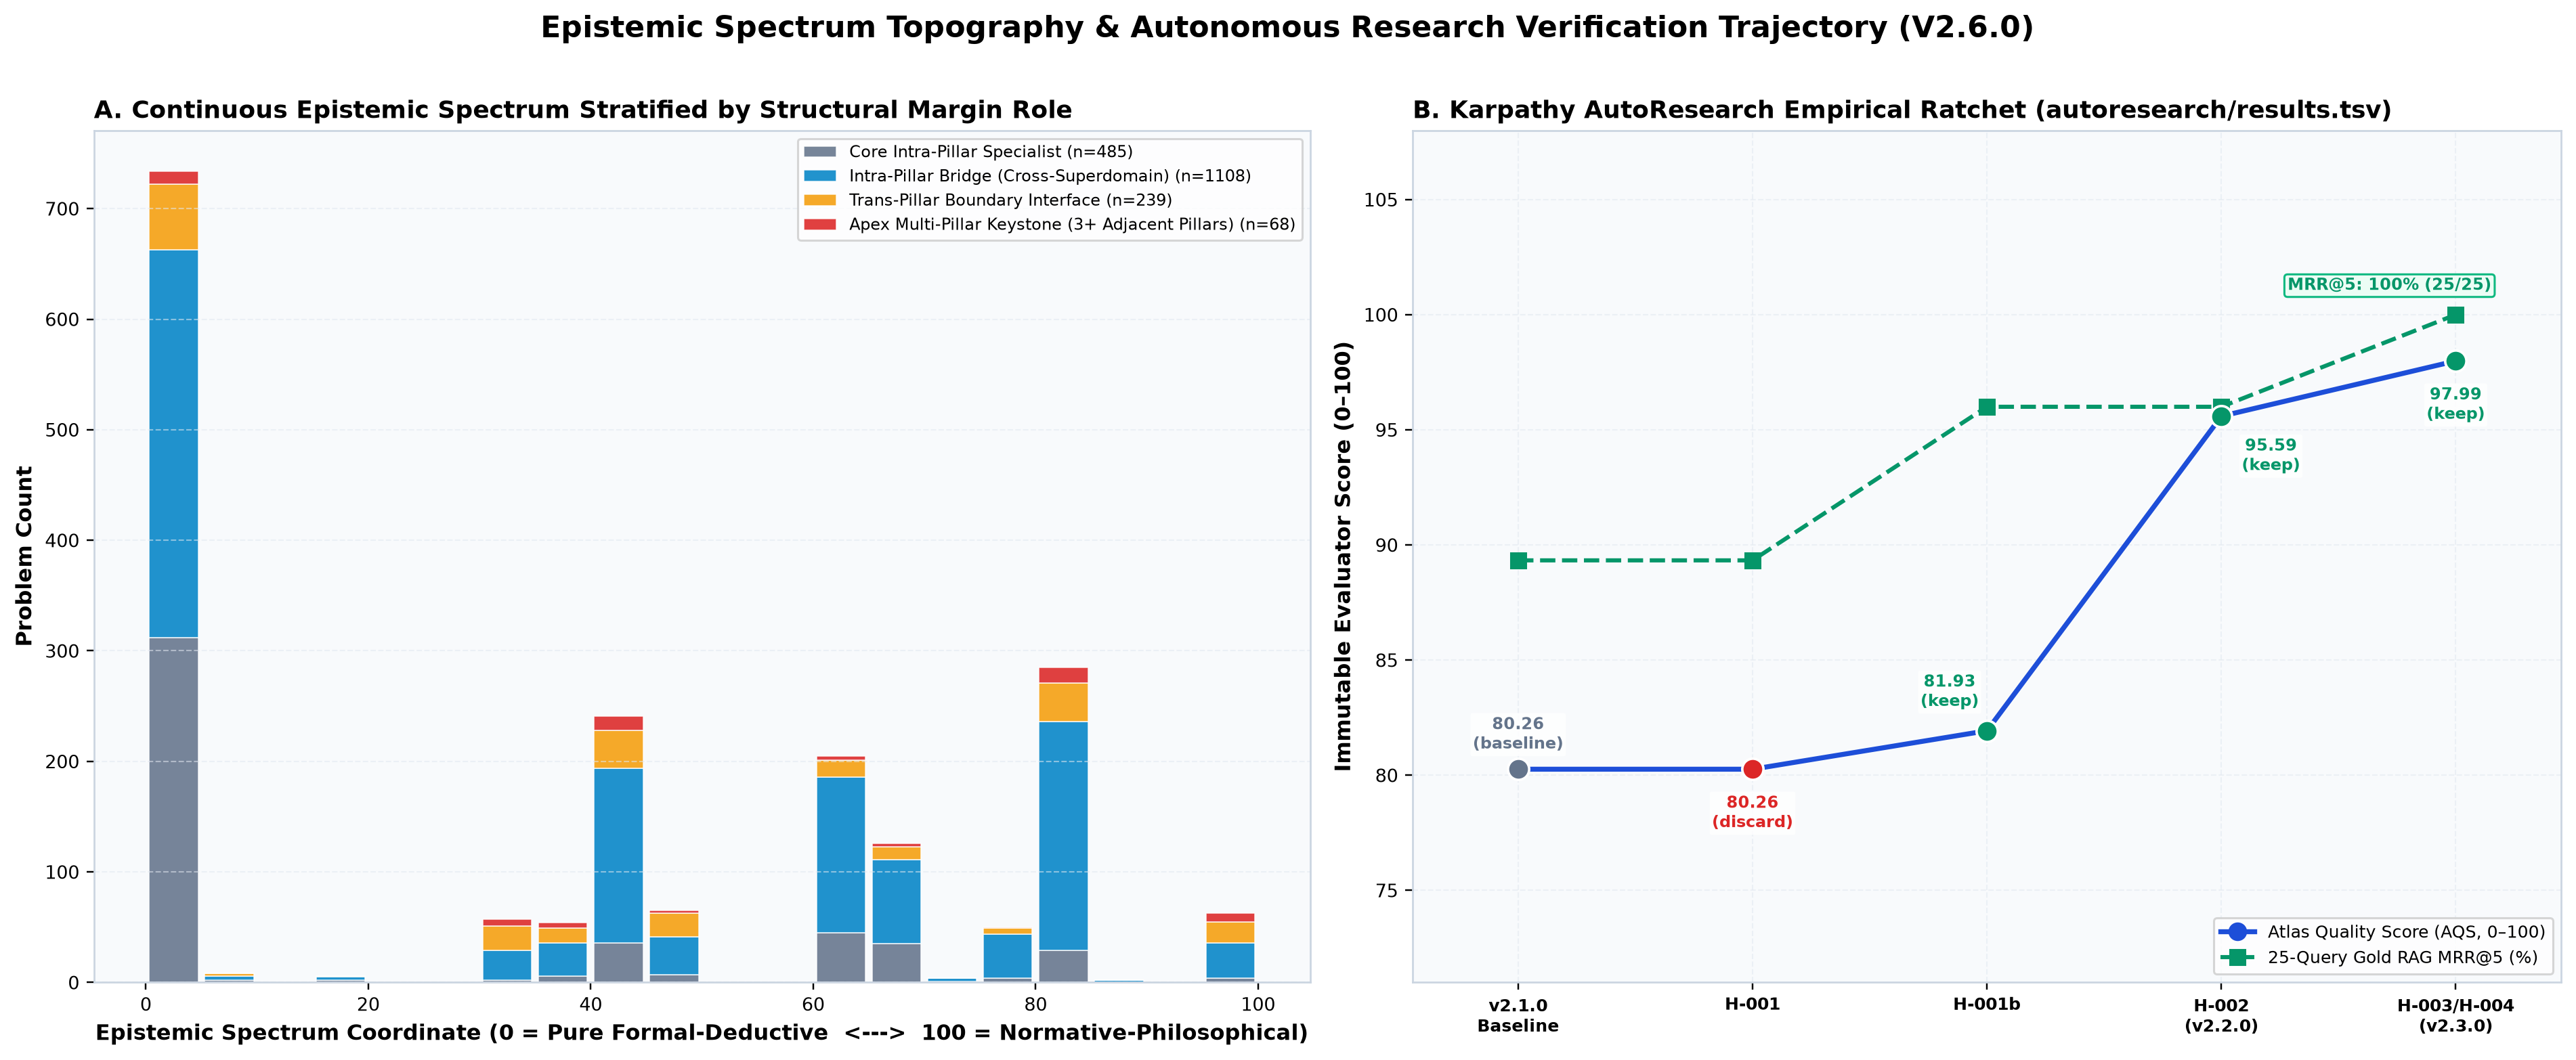 Epistemic Spectrum Topography & Autonomous Research Verification Trajectory (V2.6.0)
A. Continuous Epistemic Spectrum Stratified by Structural Margin Role
Core Intra-Pillar Specialist (n=485)
Intra-Pillar Bridge (Cross-Superdomain) (n=1108)
Trans-Pillar Boundary Interface (n=239)
Apex Multi-Pillar Keystone (3+ Adjacent Pillars) (n=68)
Problem Count
700
600
500
400
300
200
100
0
0
20
40
60
80
100
Epistemic Spectrum Coordinate (0 = Pure Formal-Deductive <---> 100 = Normative-Philosophical)
B. Karpathy AutoResearch Empirical Ratchet (autoresearch/results.tsv)
Immutable Evaluator Score (0–100)
105
100
95
90
85
80
75
MRR@5: 100% (25/25)
97.99
(keep)
95.59
(keep)
81.93
(keep)
80.26
(baseline)
80.26
(discard)
Atlas Quality Score (AQS, 0–100)
25-Query Gold RAG MRR@5 (%)
v2.1.0
Baseline
H-001
H-001b
H-002
(v2.2.0)
H-003/H-004
(v2.3.0)